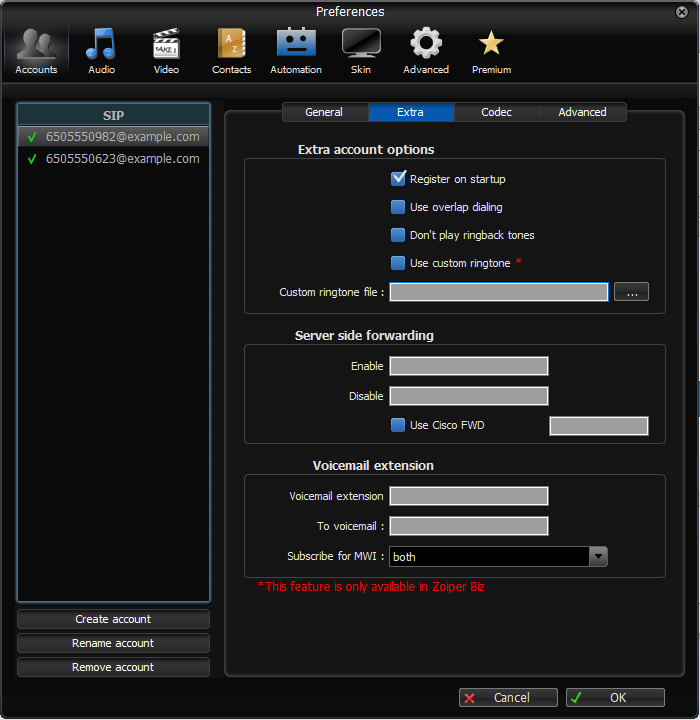 Preferences
Accounts Audio Video Contacts Automation Skin Advanced Premium
TAKE 1
A Z
SIP
6505550982@example.com
6505550623@example.com
General Extra Codec Advanced
Extra account options
Register on startup
Use overlap dialing
Don't play ringback tones
Use custom ringtone *
Custom ringtone file : ...
Server side forwarding
Enable
Disable
Use Cisco FWD
Voicemail extension
Voicemail extension
To voicemail :
Subscribe for MWI : both
*This feature is only available in Zoiper Biz
Create account
Rename account
Remove account
Cancel OK